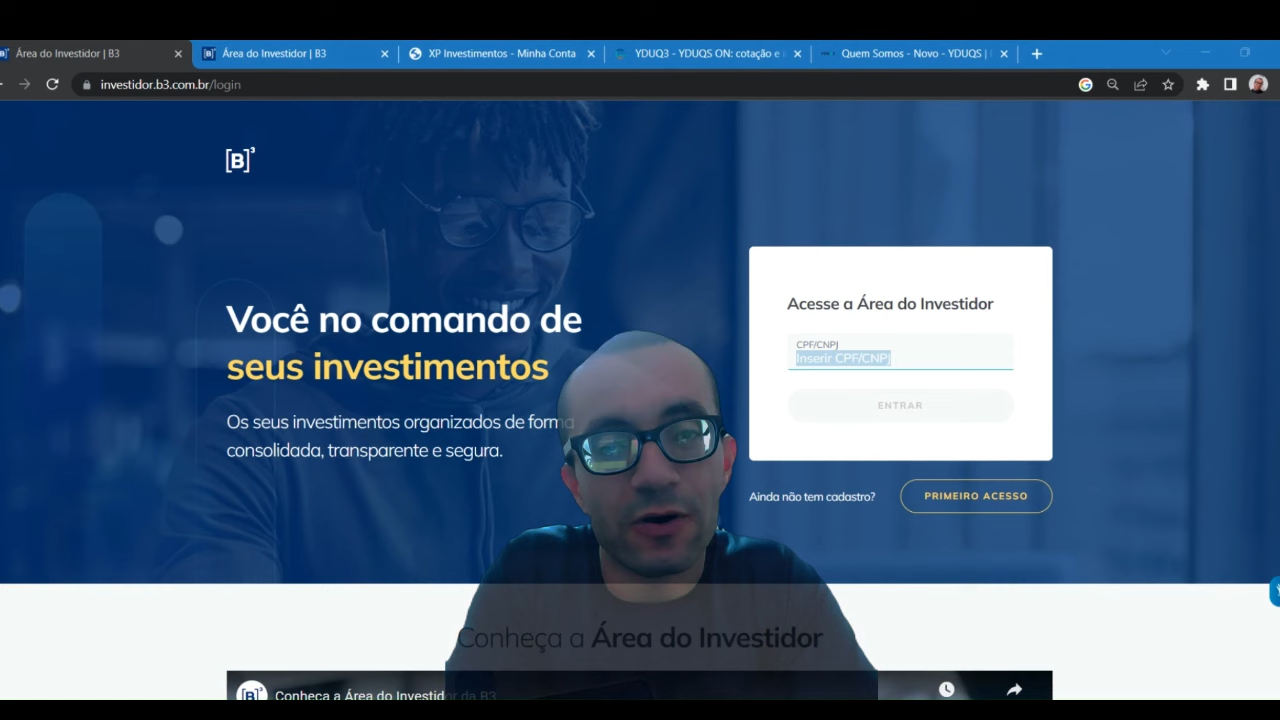 Área do Investidor | B3
Área do Investidor | B3
XP Investimentos - Minha Conta
YDUQ3 - YDUQS ON: cotação e
Quem Somos - Novo - YDUQS |
investidor.b3.com.br/login
[B]³
Você no comando de
seus investimentos
Os seus investimentos organizados de forma
consolidada, transparente e segura.
Acesse a Área do Investidor
CPF/CNPJ
Inserir CPF/CNPJ
ENTRAR
Ainda não tem cadastro?
PRIMEIRO ACESSO
Conheça a Área do Investidor
[B]³
Conheça a Área do Investidor da B3